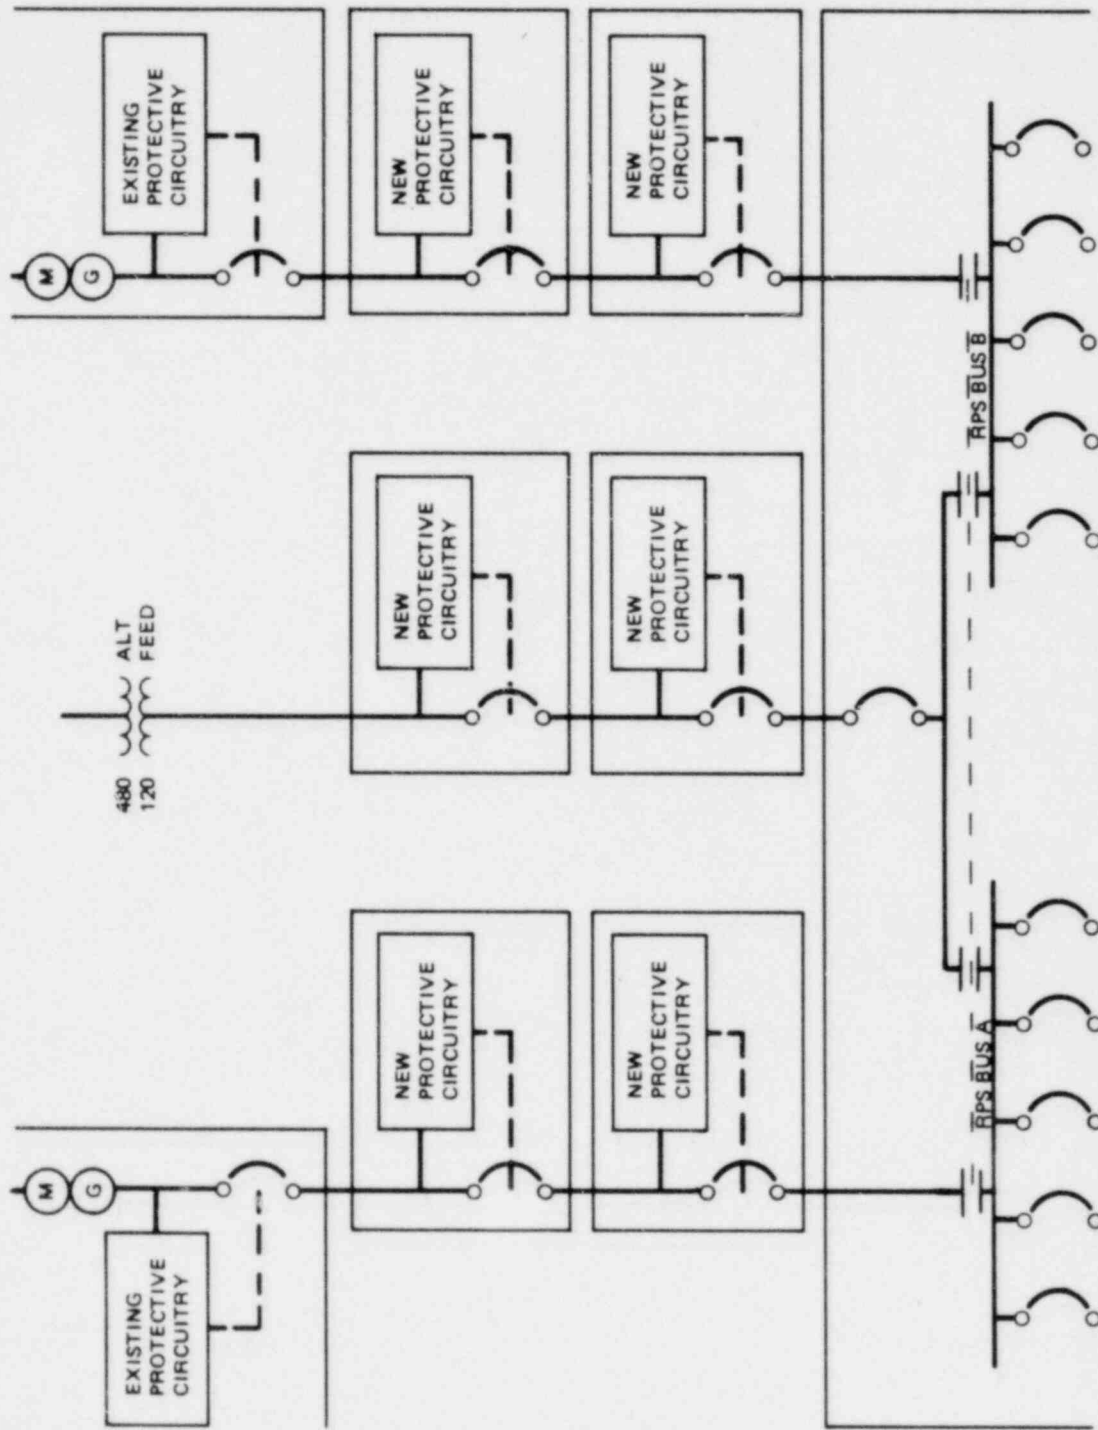 EXISTING
PROTECTIVE
CIRCUITRY
M
G
NEW
PROTECTIVE
CIRCUITRY
NEW
PROTECTIVE
CIRCUITRY
RPS BUS B
480
120
ALT
FEED
NEW
PROTECTIVE
CIRCUITRY
NEW
PROTECTIVE
CIRCUITRY
M
G
EXISTING
PROTECTIVE
CIRCUITRY
NEW
PROTECTIVE
CIRCUITRY
NEW
PROTECTIVE
CIRCUITRY
RPS BUS A